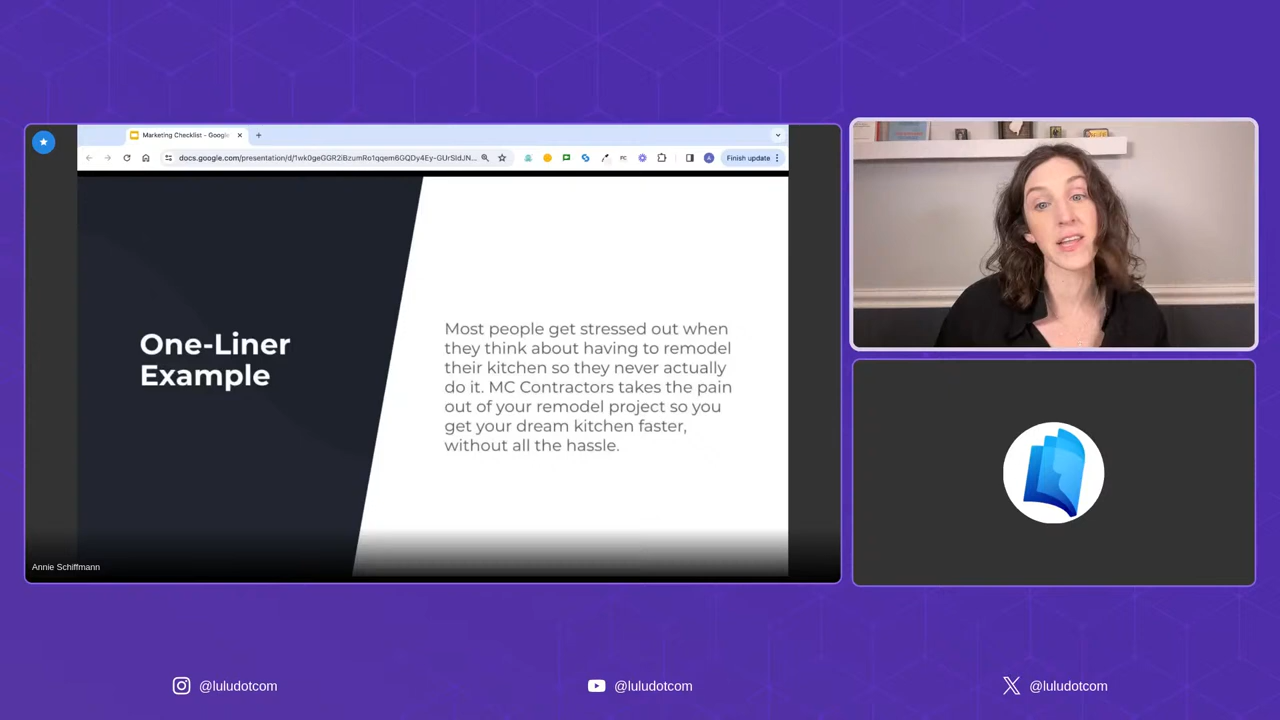 Marketing Checklist - Google
docs.google.com/presentation/d/
Finish update
One-Liner
Example
Most people get stressed out when
they think about having to remodel
their kitchen so they never actually
do it. MC Contractors takes the pain
out of your remodel project so you
get your dream kitchen faster,
without all the hassle.
Annie Schiffmann
@luludotcom
@luludotcom
@luludotcom